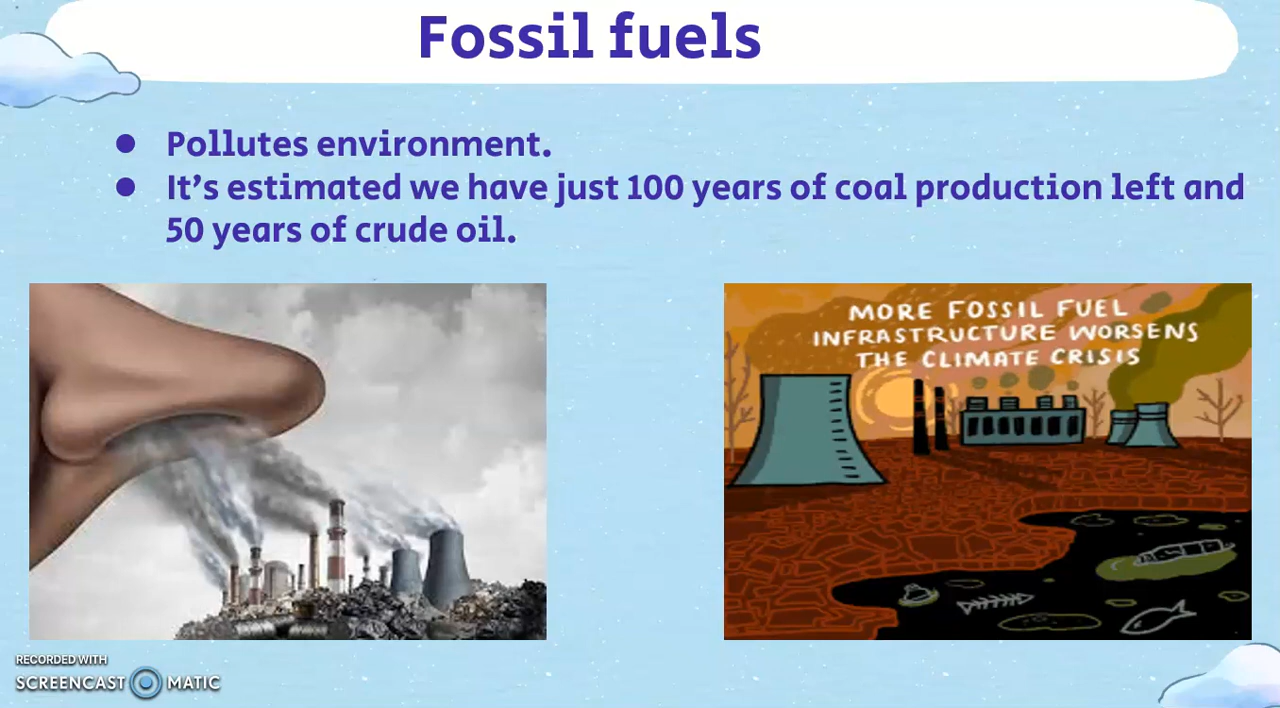 Fossil fuels
● Pollutes environment.
● It's estimated we have just 100 years of coal production left and
50 years of crude oil.
MORE FOSSIL FUEL
INFRASTRUCTURE WORSENS
THE CLIMATE CRISIS
RECORDED WITH
SCREENCAST MATIC